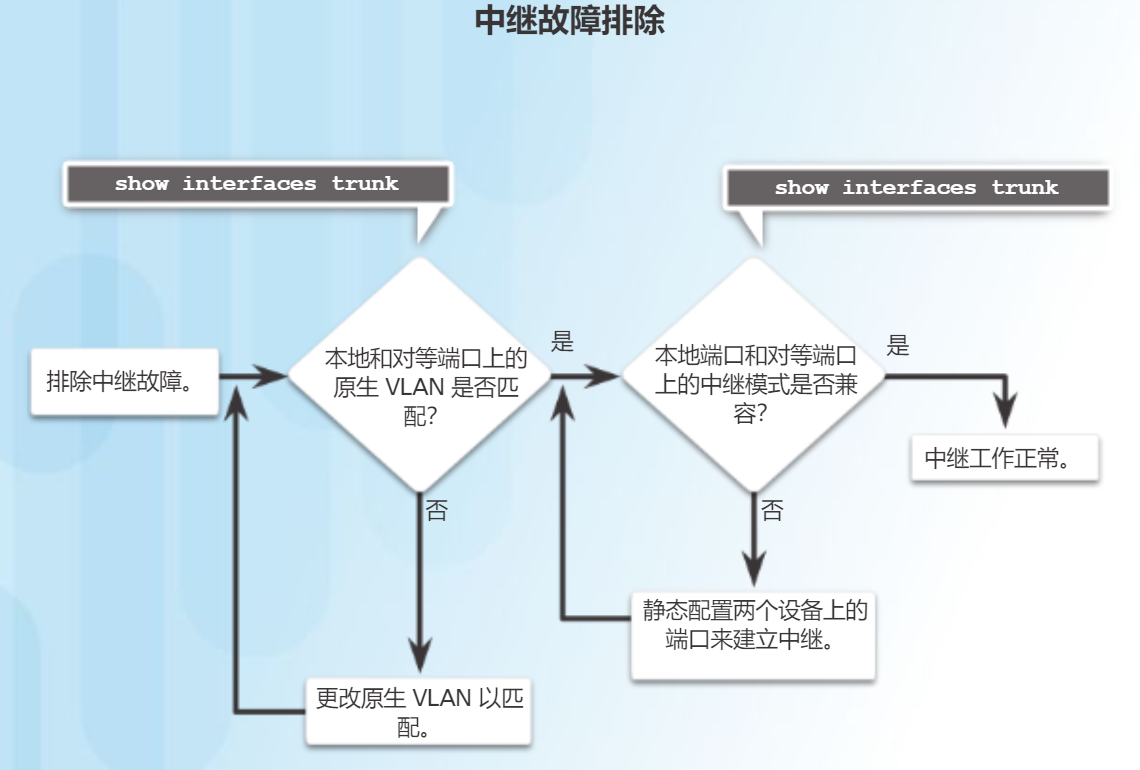 中继故障排除
show interfaces trunk
show interfaces trunk
排除中继故障。
本地和对等端口上的
原生 VLAN 是否匹
配？
是
本地端口和对等端口
上的中继模式是否兼
容？
是
中继工作正常。
否
否
静态配置两个设备上的
端口来建立中继。
更改原生 VLAN 以匹
配。